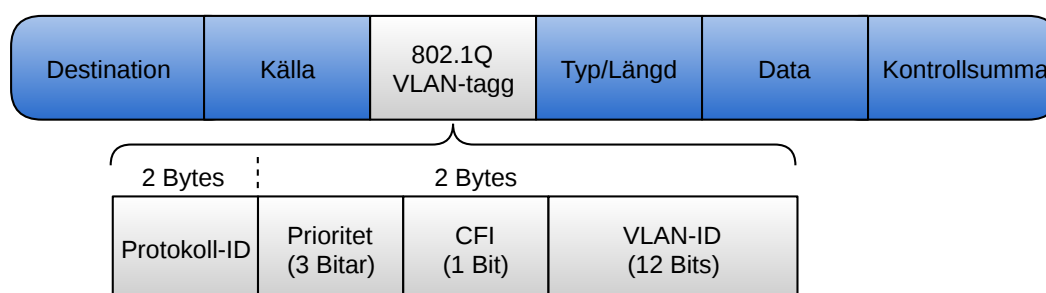 Destination
Källa
802.1Q
VLAN-tagg
Typ/Längd
Data
Kontrollsumma
2 Bytes
2 Bytes
Protokoll-ID
Prioritet
(3 Bitar)
CFI
(1 Bit)
VLAN-ID
(12 Bits)